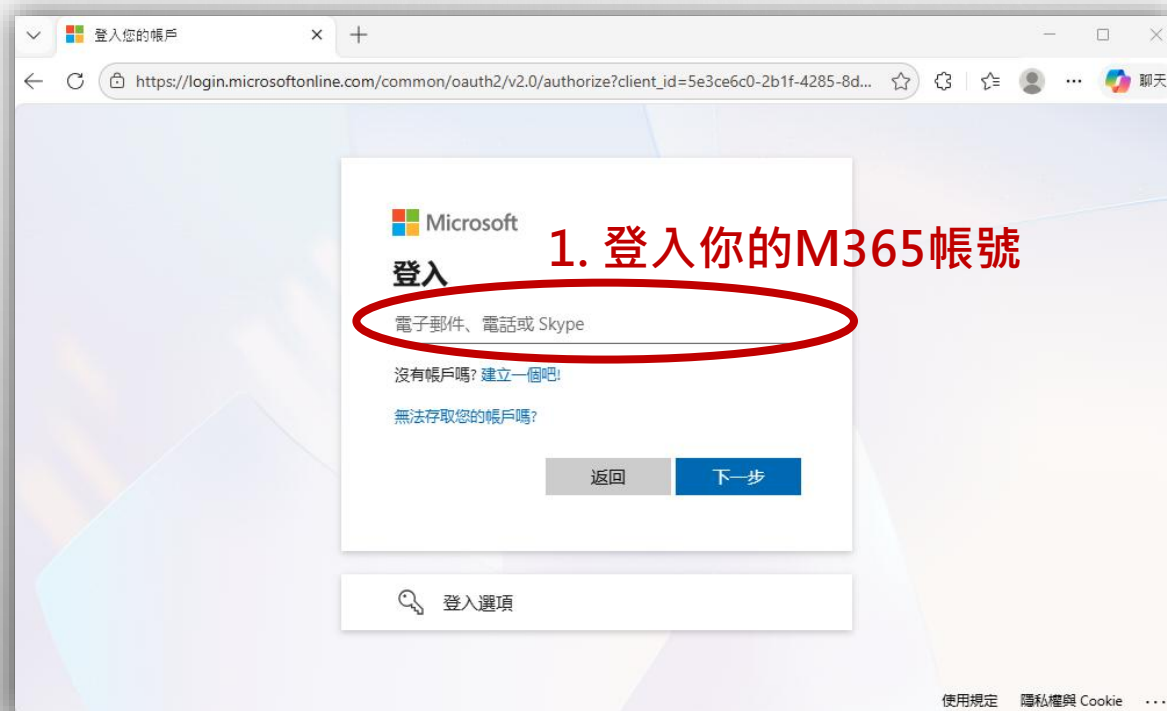 登入您的帳戶
https://login.microsoftonline.com/common/oauth2/v2.0/authorize?client_id=5e3ce6c0-2b1f-4285-8d...
聊天
Microsoft
1. 登入你的M365帳號
登入
電子郵件、電話或 Skype
沒有帳戶嗎? 建立一個吧!
無法存取您的帳戶嗎?
返回 下一步
登入選項
使用規定 隱私權與 Cookie ...